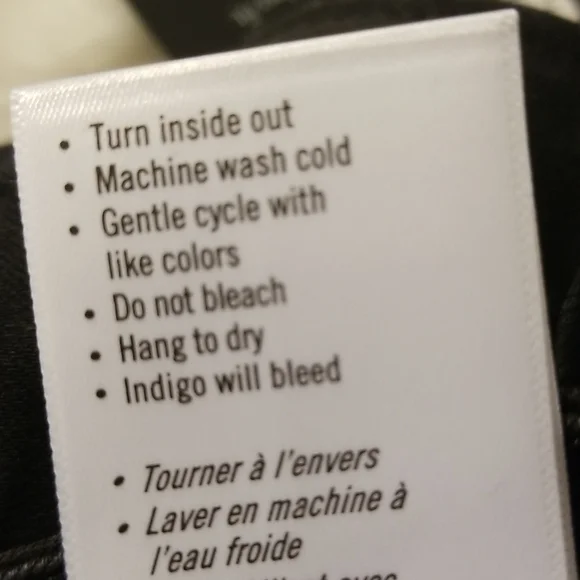 • Turn inside out
• Machine wash cold
• Gentle cycle with
like colors
• Do not bleach
• Hang to dry
• Indigo will bleed
• Tourner à l'envers
• Laver en machine à
l'eau froide